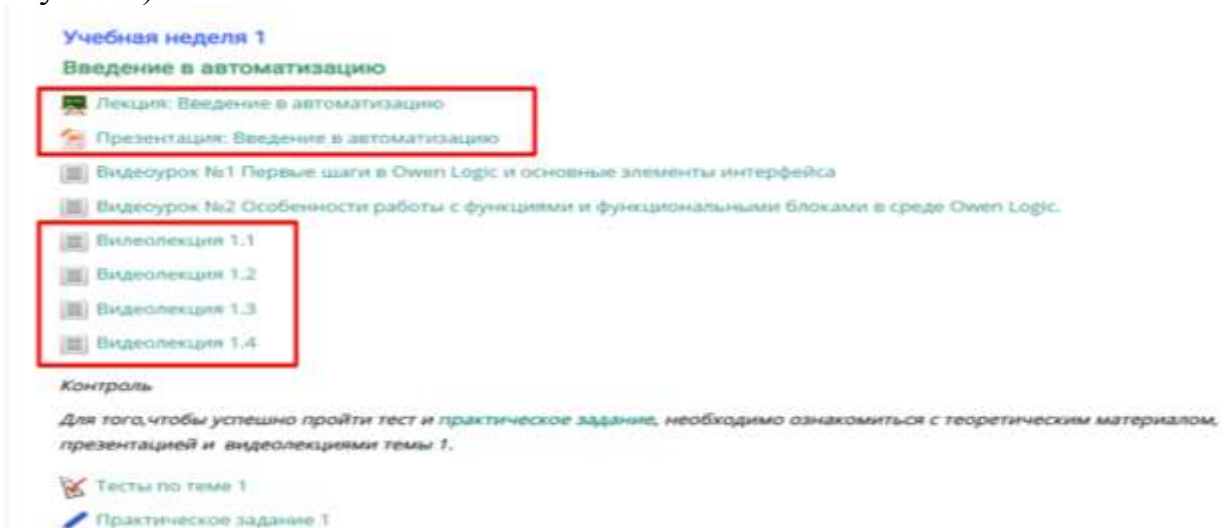 Учебная неделя 1
Введение в автоматизацию
Лекция: Введение в автоматизацию
Презентация: Введение в автоматизацию
Видеоурок №1 Первые шаги в Owen Logic и основные элементы интерфейса
Видеоурок №2 Особенности работы с функциями и функциональными блоками в среде Owen Logic.
Вилеолекция 1.1
Видеолекция 1.2
Видеолекция 1.3
Видеолекция 1.4
Контроль
Для того,чтобы успешно пройти тест и практическое задание, необходимо ознакомиться с теоретическим материалом,
презентацией и видеолекциями темы 1.
Тесты по теме 1
Практическое задание 1